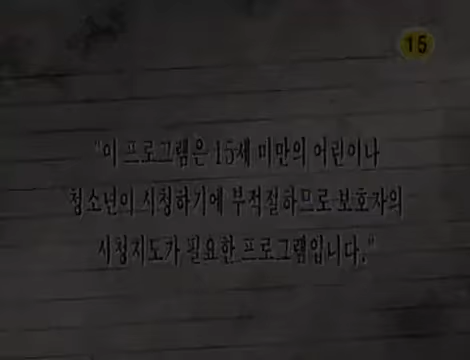 15
"이 프로그램은 15세 미만의 어린이나
청소년이 시청하기에 부적절하므로 보호자의
시청지도가 필요한 프로그램입니다."